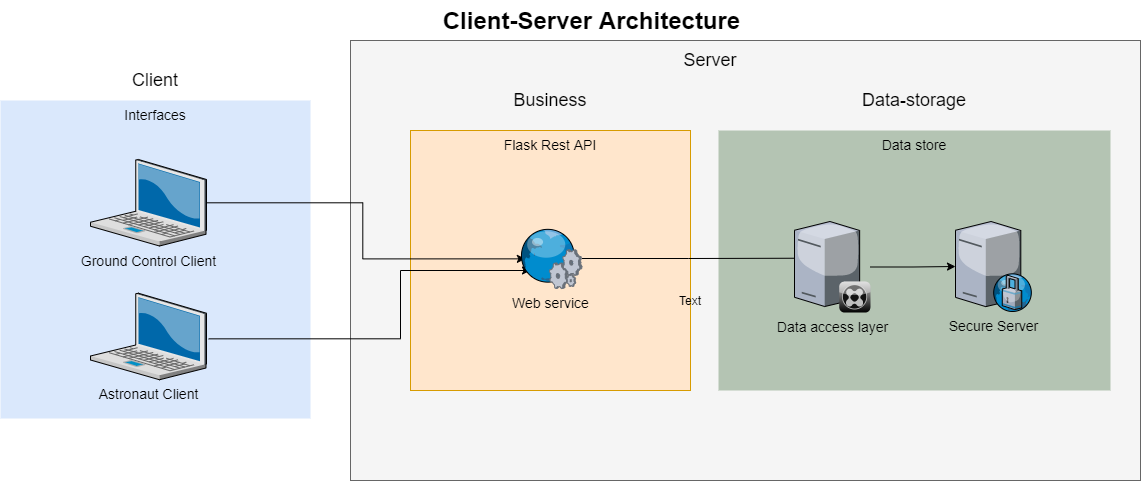 Client-Server Architecture
Server
Client
Business
Data-storage
Interfaces
Flask Rest API
Data store
Ground Control Client
Web service
Text
Data access layer
Secure Server
Astronaut Client